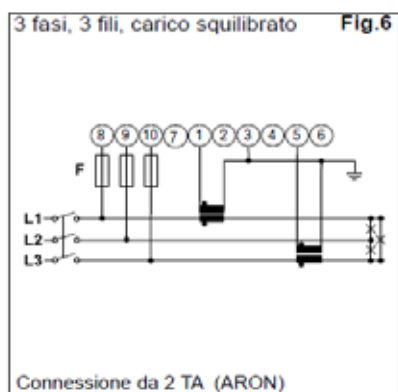 3 fasi, 3 fili, carico squilibrato Fig.6
8 9 10 7 1 2 3 4 5 6
F
L1
L2
L3
Connessione da 2 TA (ARON)